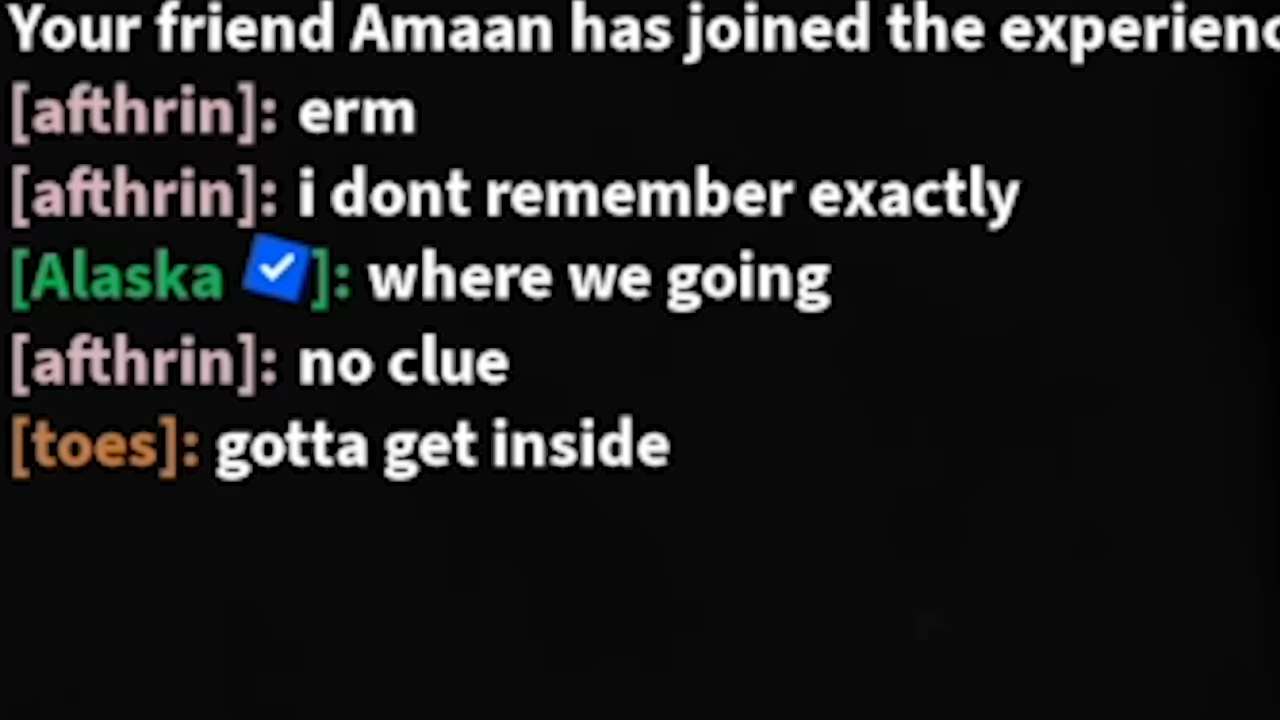 Your friend Amaan has joined the
[afthrin]: erm
[afthrin]: i dont remember exactly
[Alaska ☑]: where we going
[afthrin]: no clue
[toes]: gotta get inside